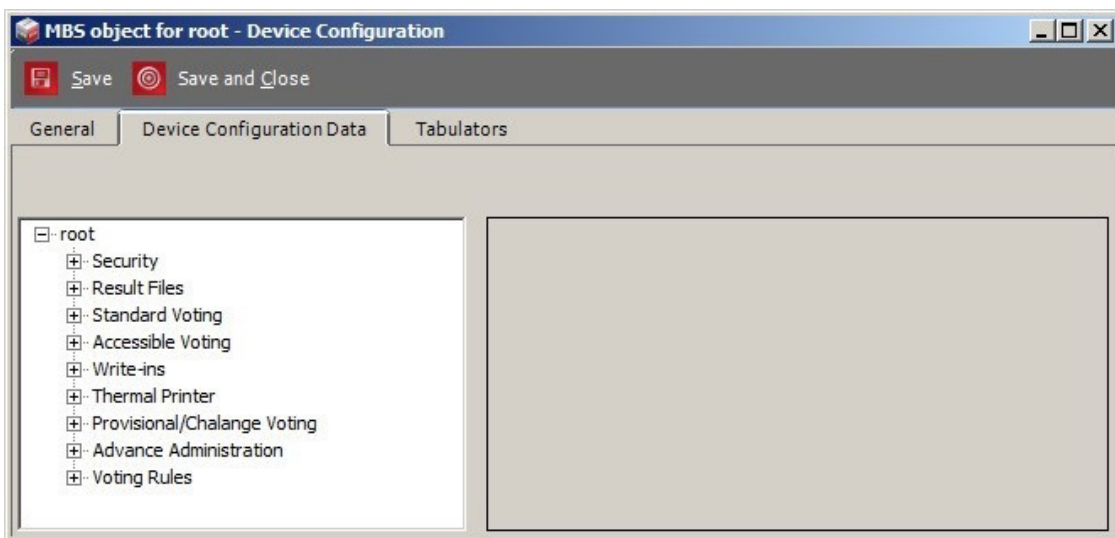 MBS object for root - Device Configuration
Save Save and Close
General Device Configuration Data Tabulators
root
Security
Result Files
Standard Voting
Accessible Voting
Write-ins
Thermal Printer
Provisional/Chalange Voting
Advance Administration
Voting Rules